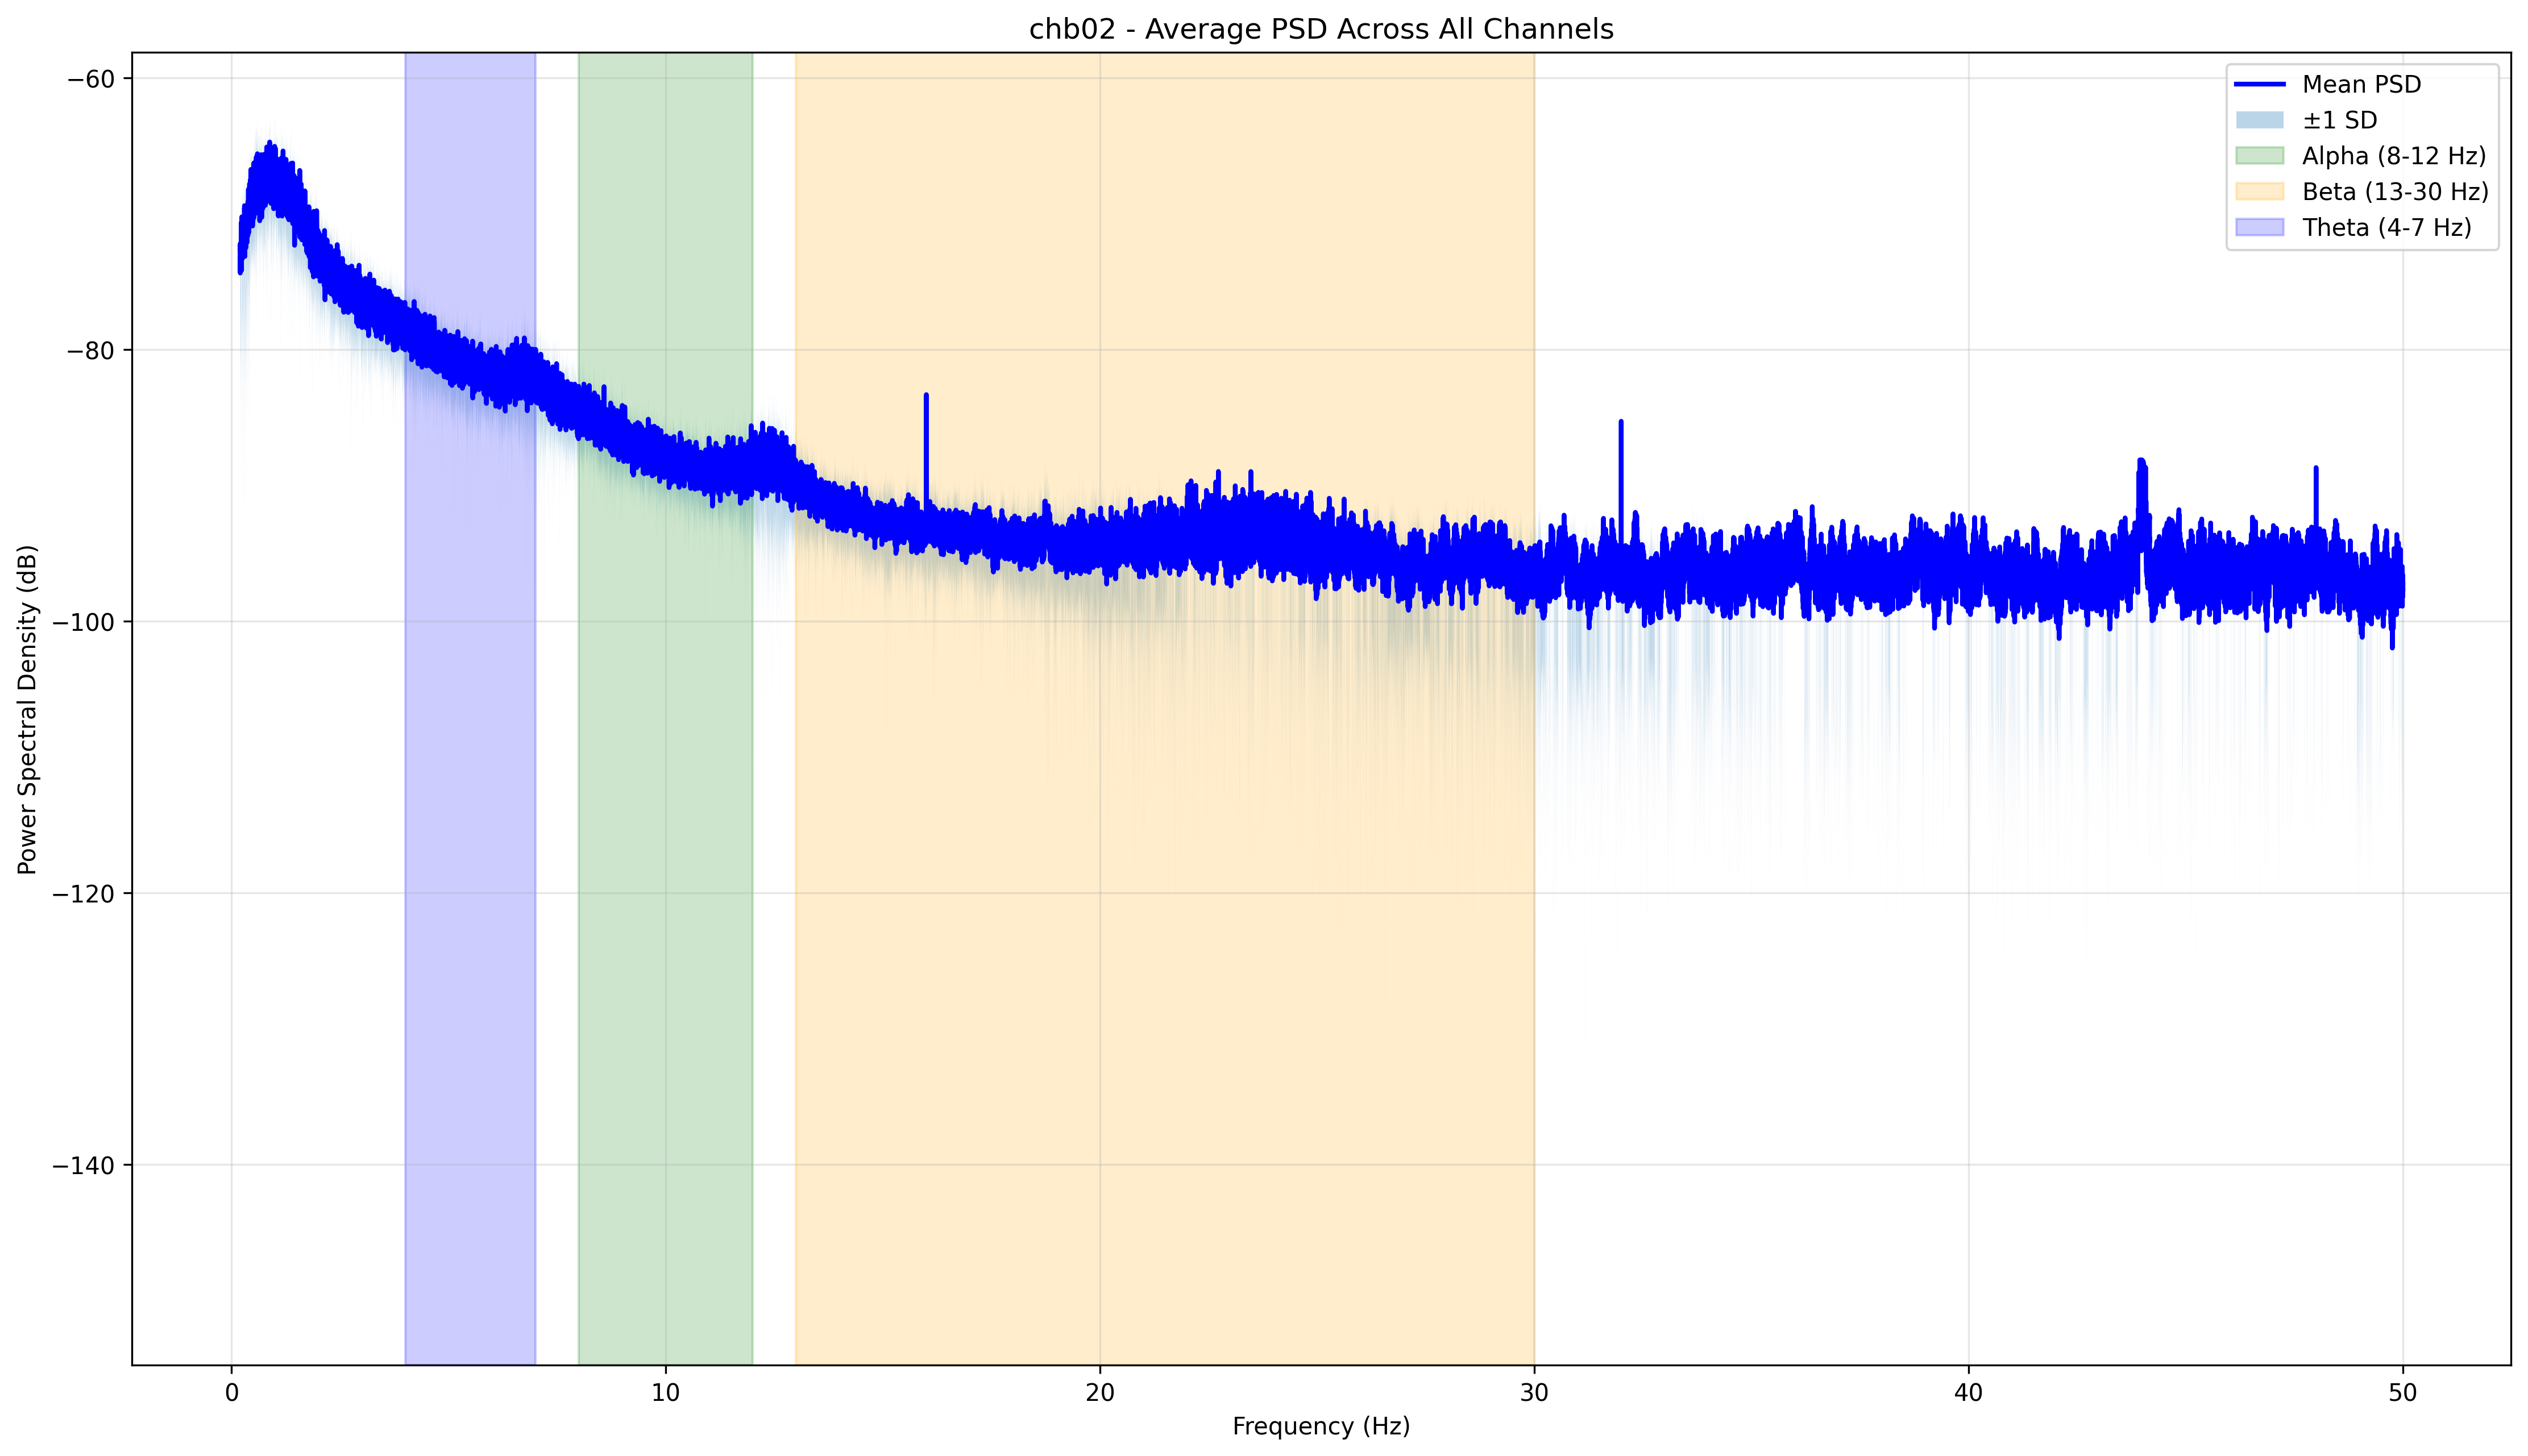 chb02 - Average PSD Across All Channels
Mean PSD
±1 SD
Alpha (8-12 Hz)
Beta (13-30 Hz)
Theta (4-7 Hz)
Power Spectral Density (dB)
−60
−80
−100
−120
−140
0 10 20 30 40 50
Frequency (Hz)